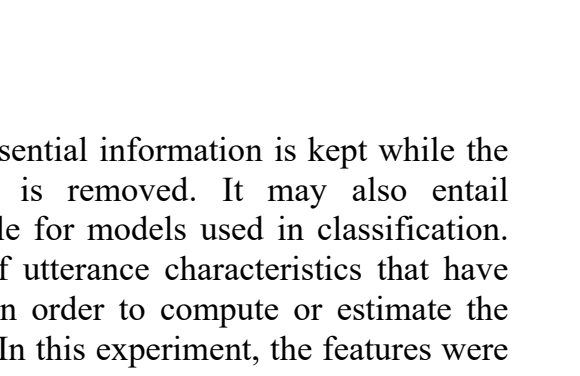 sential information is kept while the
is removed. It may also entail
le for models used in classification.
f utterance characteristics that have
n order to compute or estimate the
In this experiment, the features were